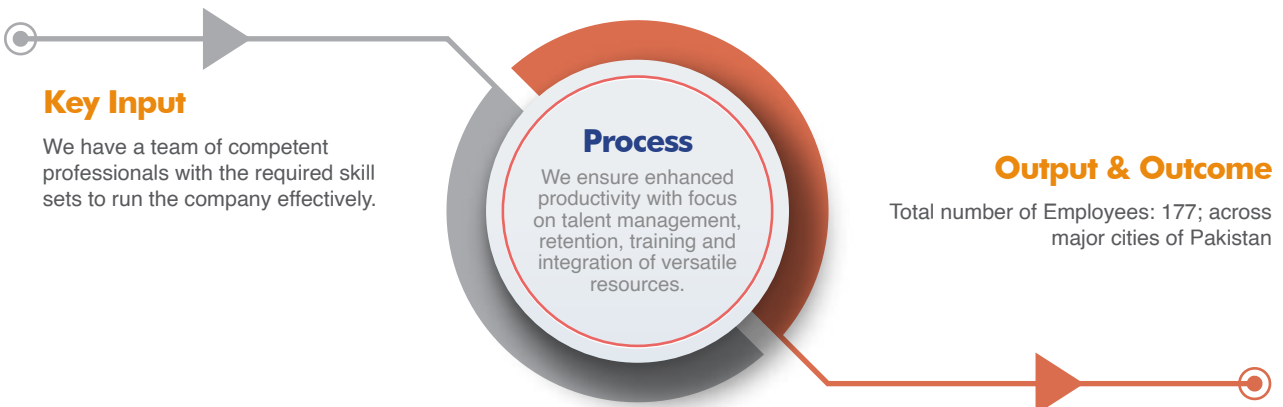 Key Input
We have a team of competent
professionals with the required skill
sets to run the company effectively.
Process
We ensure enhanced
productivity with focus
on talent management,
retention, training and
integration of versatile
resources.
Output & Outcome
Total number of Employees: 177; across
major cities of Pakistan